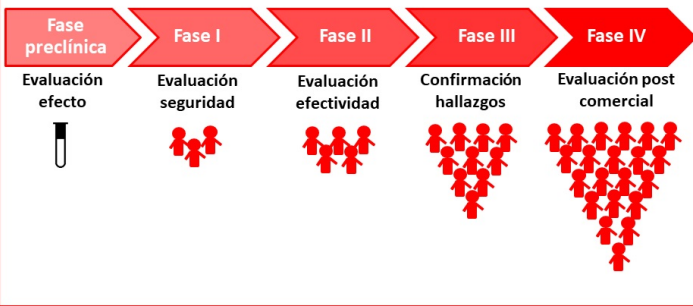 Fase
preclínica
Fase I
Fase II
Fase III
Fase IV
Evaluación
efecto
Evaluación
seguridad
Evaluación
efectividad
Confirmación
hallazgos
Evaluación post
comercial